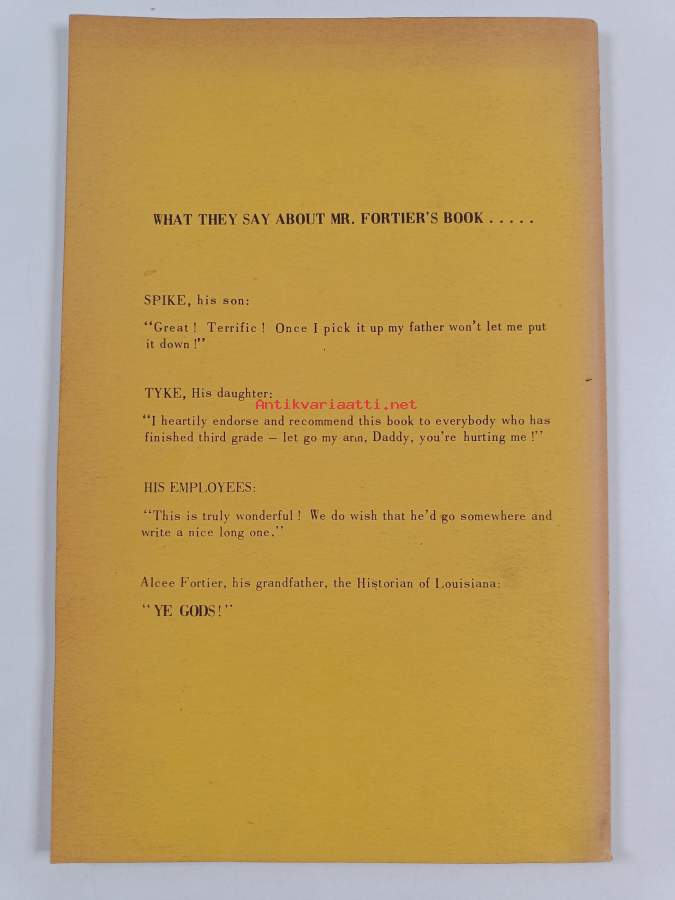 WHAT THEY SAY ABOUT MR. FORTIER'S BOOK . . . . .
SPIKE, his son:
"Great! Terrific! Once I pick it up my father won't let me put
it down!"
TYKE, His daughter:
Antikvariaatti.net
"I heartily endorse and recommend this book to everybody who has
finished third grade — let go my arm, Daddy, you're hurting me!"
HIS EMPLOYEES:
"This is truly wonderful! We do wish that he'd go somewhere and
write a nice long one."
Alcee Fortier, his grandfather, the Historian of Louisiana:
"YE GODS!"